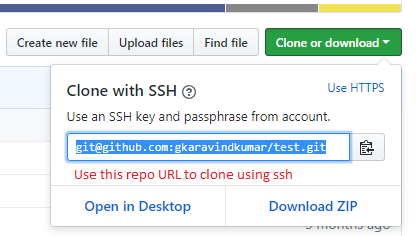 Create new file Upload files Find file Clone or download
Clone with SSH Use HTTPS
Use an SSH key and passphrase from account.
git@github.com:gkaravindkumar/test.git
Use this repo URL to clone using ssh
Open in Desktop Download ZIP
months ago